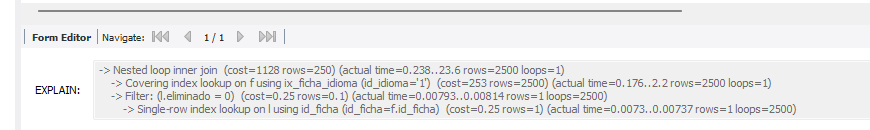 Form Editor Navigate: 1 / 1
EXPLAIN:
-> Nested loop inner join (cost=1128 rows=250) (actual time=0.238..23.6 rows=2500 loops=1)
-> Covering index lookup on f using ix_ficha_idioma (id_idioma='1') (cost=253 rows=2500) (actual time=0.176..2.2 rows=2500 loops=1)
-> Filter: (l.eliminado = 0) (cost=0.25 rows=0.1) (actual time=0.00793..0.00814 rows=1 loops=2500)
-> Single-row index lookup on l using id_ficha (id_ficha=f.id_ficha) (cost=0.25 rows=1) (actual time=0.0073..0.00737 rows=1 loops=2500)